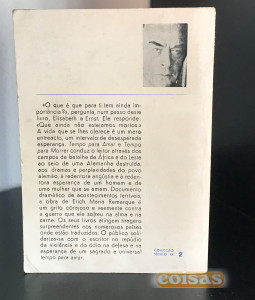 «O que é que para ti tem ainda im-
portância?», pergunta, num passo deste
livro, Elisabeth a Ernst. Ele responde:
«Que ainda não estejamos mortos.»
A vida que se lhes oferece é um mero
entreacto, um intervalo de desesperada
esperança. Tempo para Amar e Tempo
para Morrer conduz o leitor através dos
campos de batalha da África e do Leste
ao seio de uma Alemanha destruída,
aos dramas e perplexidades do povo
alemão, à redentora angústia e à reden-
tora esperança de um homem e de
uma mulher que se amam. Documento
dramático de acontecimentos terríveis,
a obra de Erich Maria Remarque é
um grito corajoso e veemente contra
a guerra que ele sofreu na alma e na
carne. Os seus livros atingem tiragens
surpreendentes nos numerosos países
onde estão traduzidos. O público soli-
dariza-se com o escritor no repúdio
da violência e do ódio na defesa e na
esperança de um sagrado e universal
tempo para amar.
2
coisas